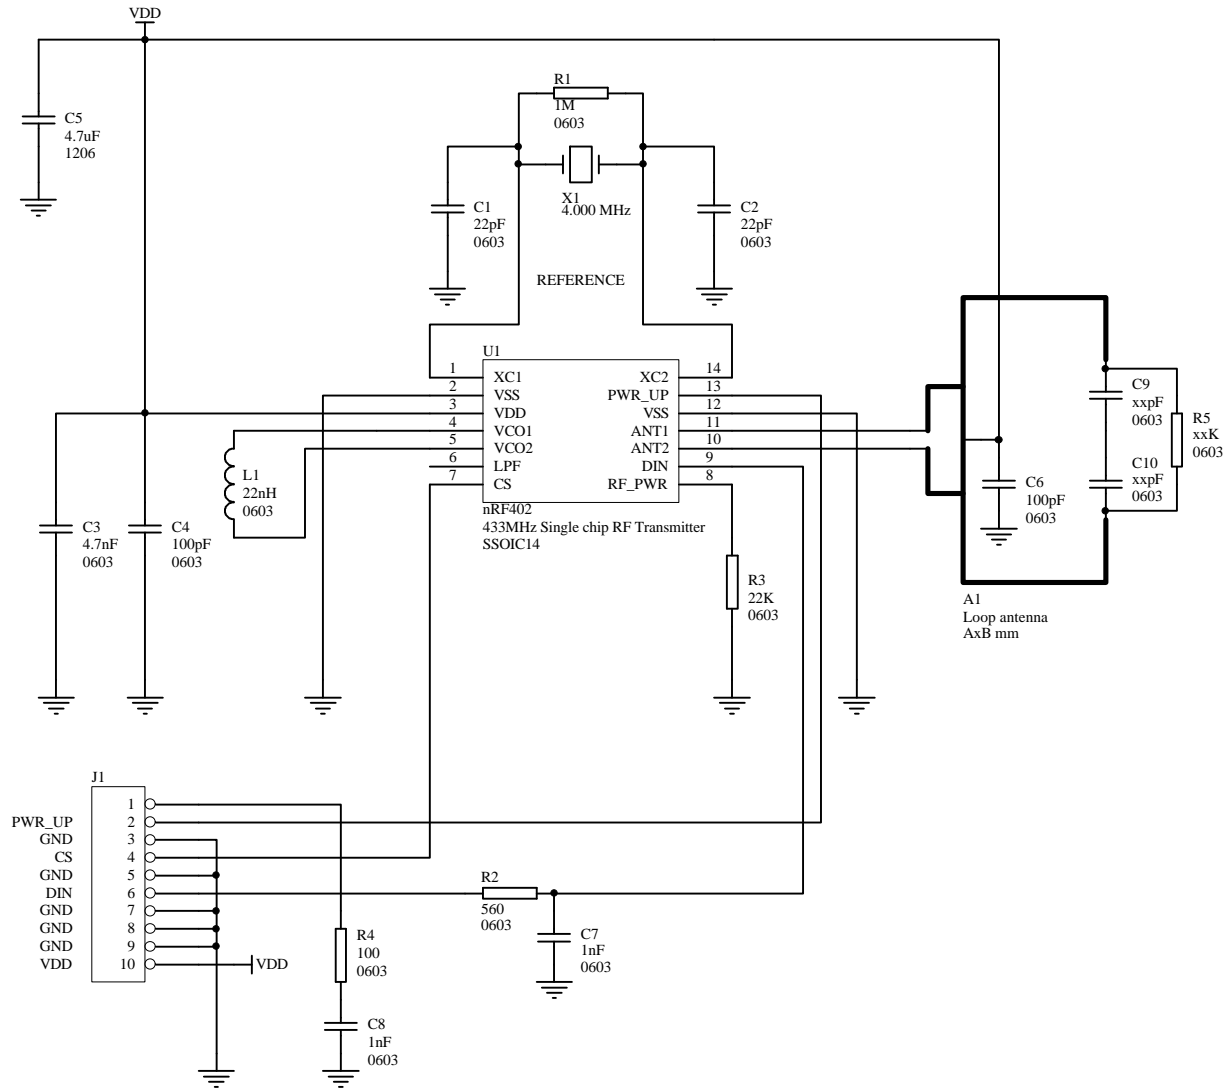 VDD
C5
4.7uF
1206
R1
1M
0603
X1
4.000 MHz
C1
22pF
0603
C2
22pF
0603
REFERENCE
U1
1 XC1 XC2 14
2 VSS PWR_UP 13
3 VDD VSS 12
4 VCO1 ANT1 11
5 VCO2 ANT2 10
6 LPF DIN 9
7 CS RF_PWR 8
nRF402
433MHz Single chip RF Transmitter
SSOIC14
L1
22nH
0603
C3
4.7nF
0603
C4
100pF
0603
R3
22K
0603
C9
xxpF
0603
C10
xxpF
0603
R5
xxK
0603
C6
100pF
0603
A1
Loop antenna
AxB mm
J1
1
PWR_UP 2
GND 3
CS 4
GND 5
DIN 6
GND 7
GND 8
GND 9
VDD 10
VDD
R2
560
0603
C7
1nF
0603
R4
100
0603
C8
1nF
0603